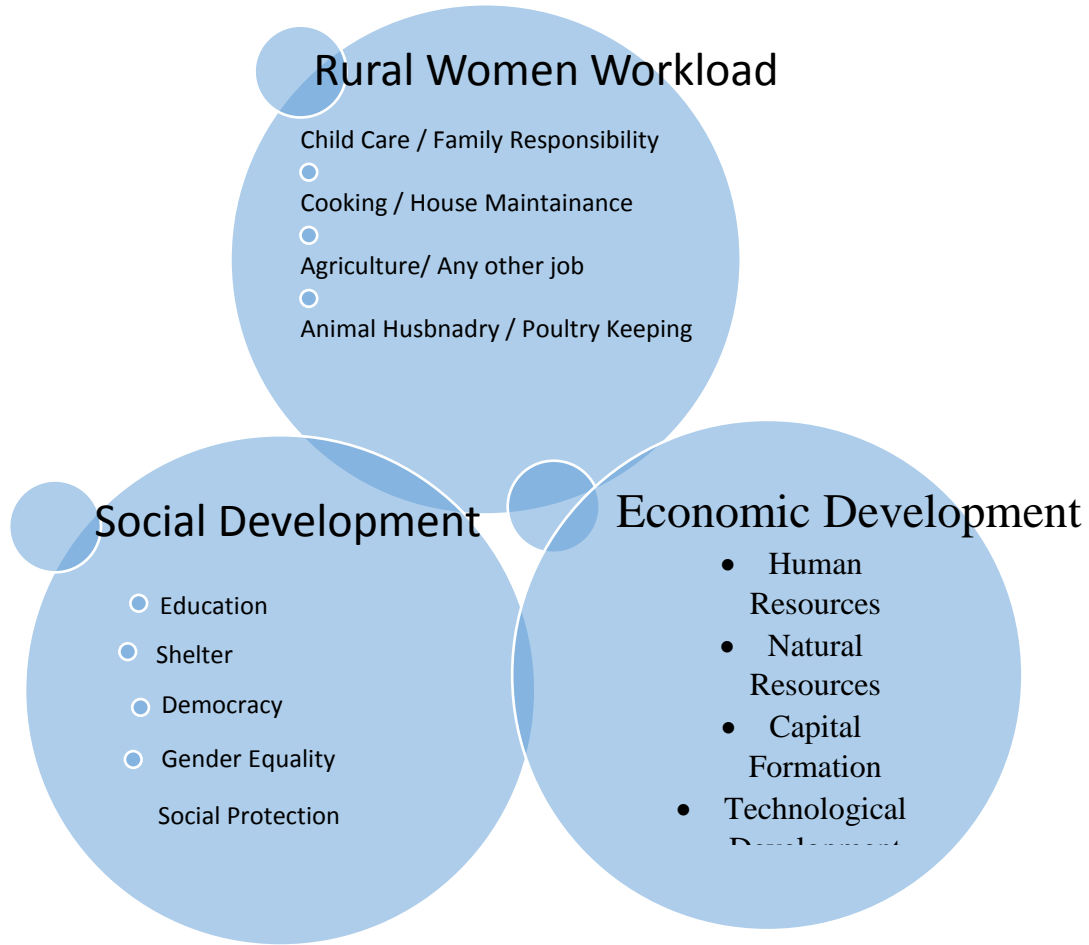 Rural Women Workload
Child Care / Family Responsibility
Cooking / House Maintainance
Agriculture/ Any other job
Animal Husbnadry / Poultry Keeping
Social Development
Education
Shelter
Democracy
Gender Equality
Social Protection
Economic Development
• Human
Resources
• Natural
Resources
• Capital
Formation
• Technological
Development